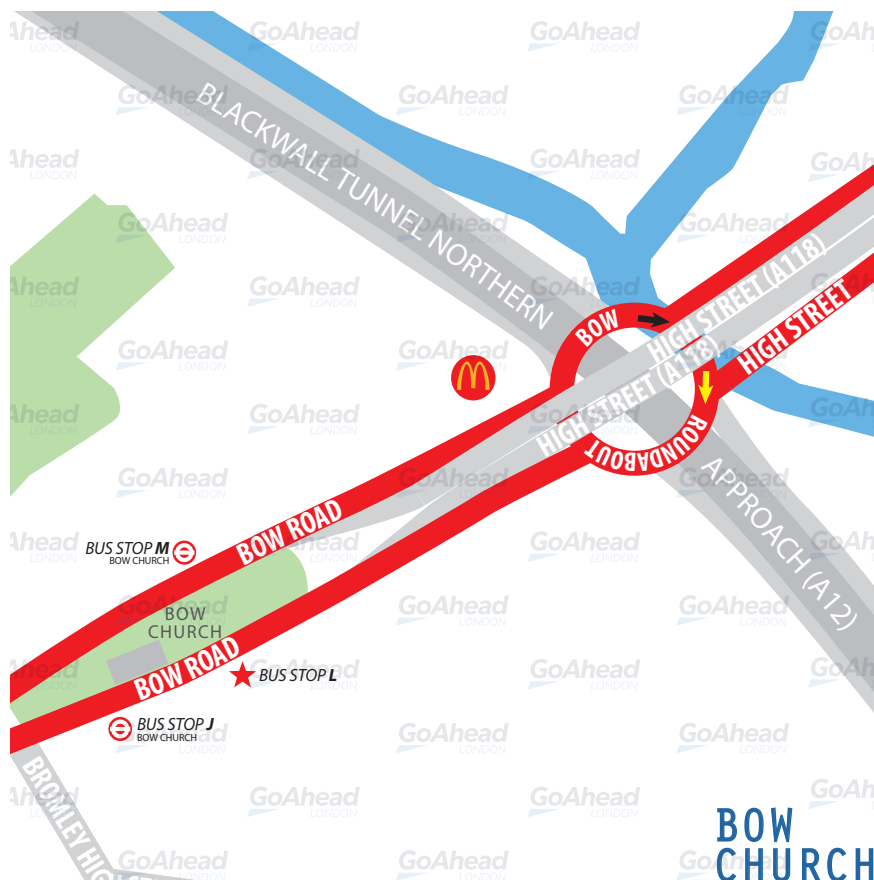 BLACKWALL TUNNEL NORTHERN
APPROACH (A12)
BOW
ROUNDABOUT
HIGH STREET (A118)
HIGH STREET (A118)
HIGH STREET
BOW ROAD
BUS STOP M
BOW CHURCH
BOW
CHURCH
BOW ROAD
BUS STOP L
BUS STOP J
BOW CHURCH
BOW
CHURCH
GoAhead
LONDON